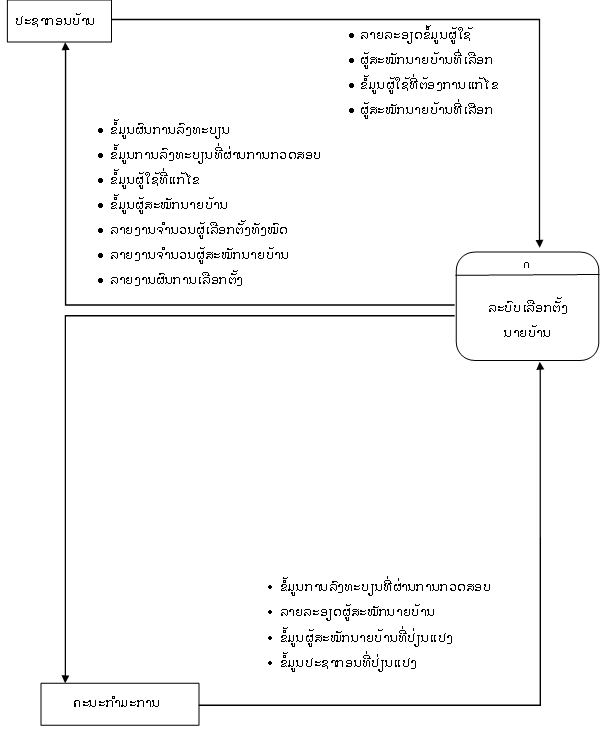 ປະຊາກອນບ້ານ
• ລາຍລະອຽດຂໍ້ມູນຜູ້ໃຊ້
• ຜູ້ສະໝັກນາຍບ້ານທີ່ເລືອກ
• ຂໍ້ມູນຜູ້ໃຊ້ທີ່ຕ້ອງການແກ້ໄຂ
• ຜູ້ສະໝັກນາຍບ້ານທີ່ເລືອກ
• ຂໍ້ມູນຜົນການລົງທະບຽນ
• ຂໍ້ມູນການລົງທະບຽນທີ່ຜ່ານການກວດສອບ
• ຂໍ້ມູນຜູ້ໃຊ້ທີ່ແກ້ໄຂ
• ຂໍ້ມູນຜູ້ສະໝັກນາຍບ້ານ
• ລາຍງານຈຳນວນຜູ້ເລືອກຕັ້ງທັງໝົດ
• ລາຍງານຈຳນວນຜູ້ສະໝັກນາຍບ້ານ
• ລາຍງານຜົນການເລືອກຕັ້ງ
ກ
ລະບົບເລືອກຕັ້ງ
ນາຍບ້ານ
• ຂໍ້ມູນການລົງທະບຽນທີ່ຜ່ານການກວດສອບ
• ລາຍລະອຽດຜູ້ສະໝັກນາຍບ້ານ
• ຂໍ້ມູນຜູ້ສະໝັກນາຍບ້ານທີ່ປ່ຽນແປງ
• ຂໍ້ມູນປະຊາກອນທີ່ປ່ຽນແປງ
ຄະນະກຳມະການ